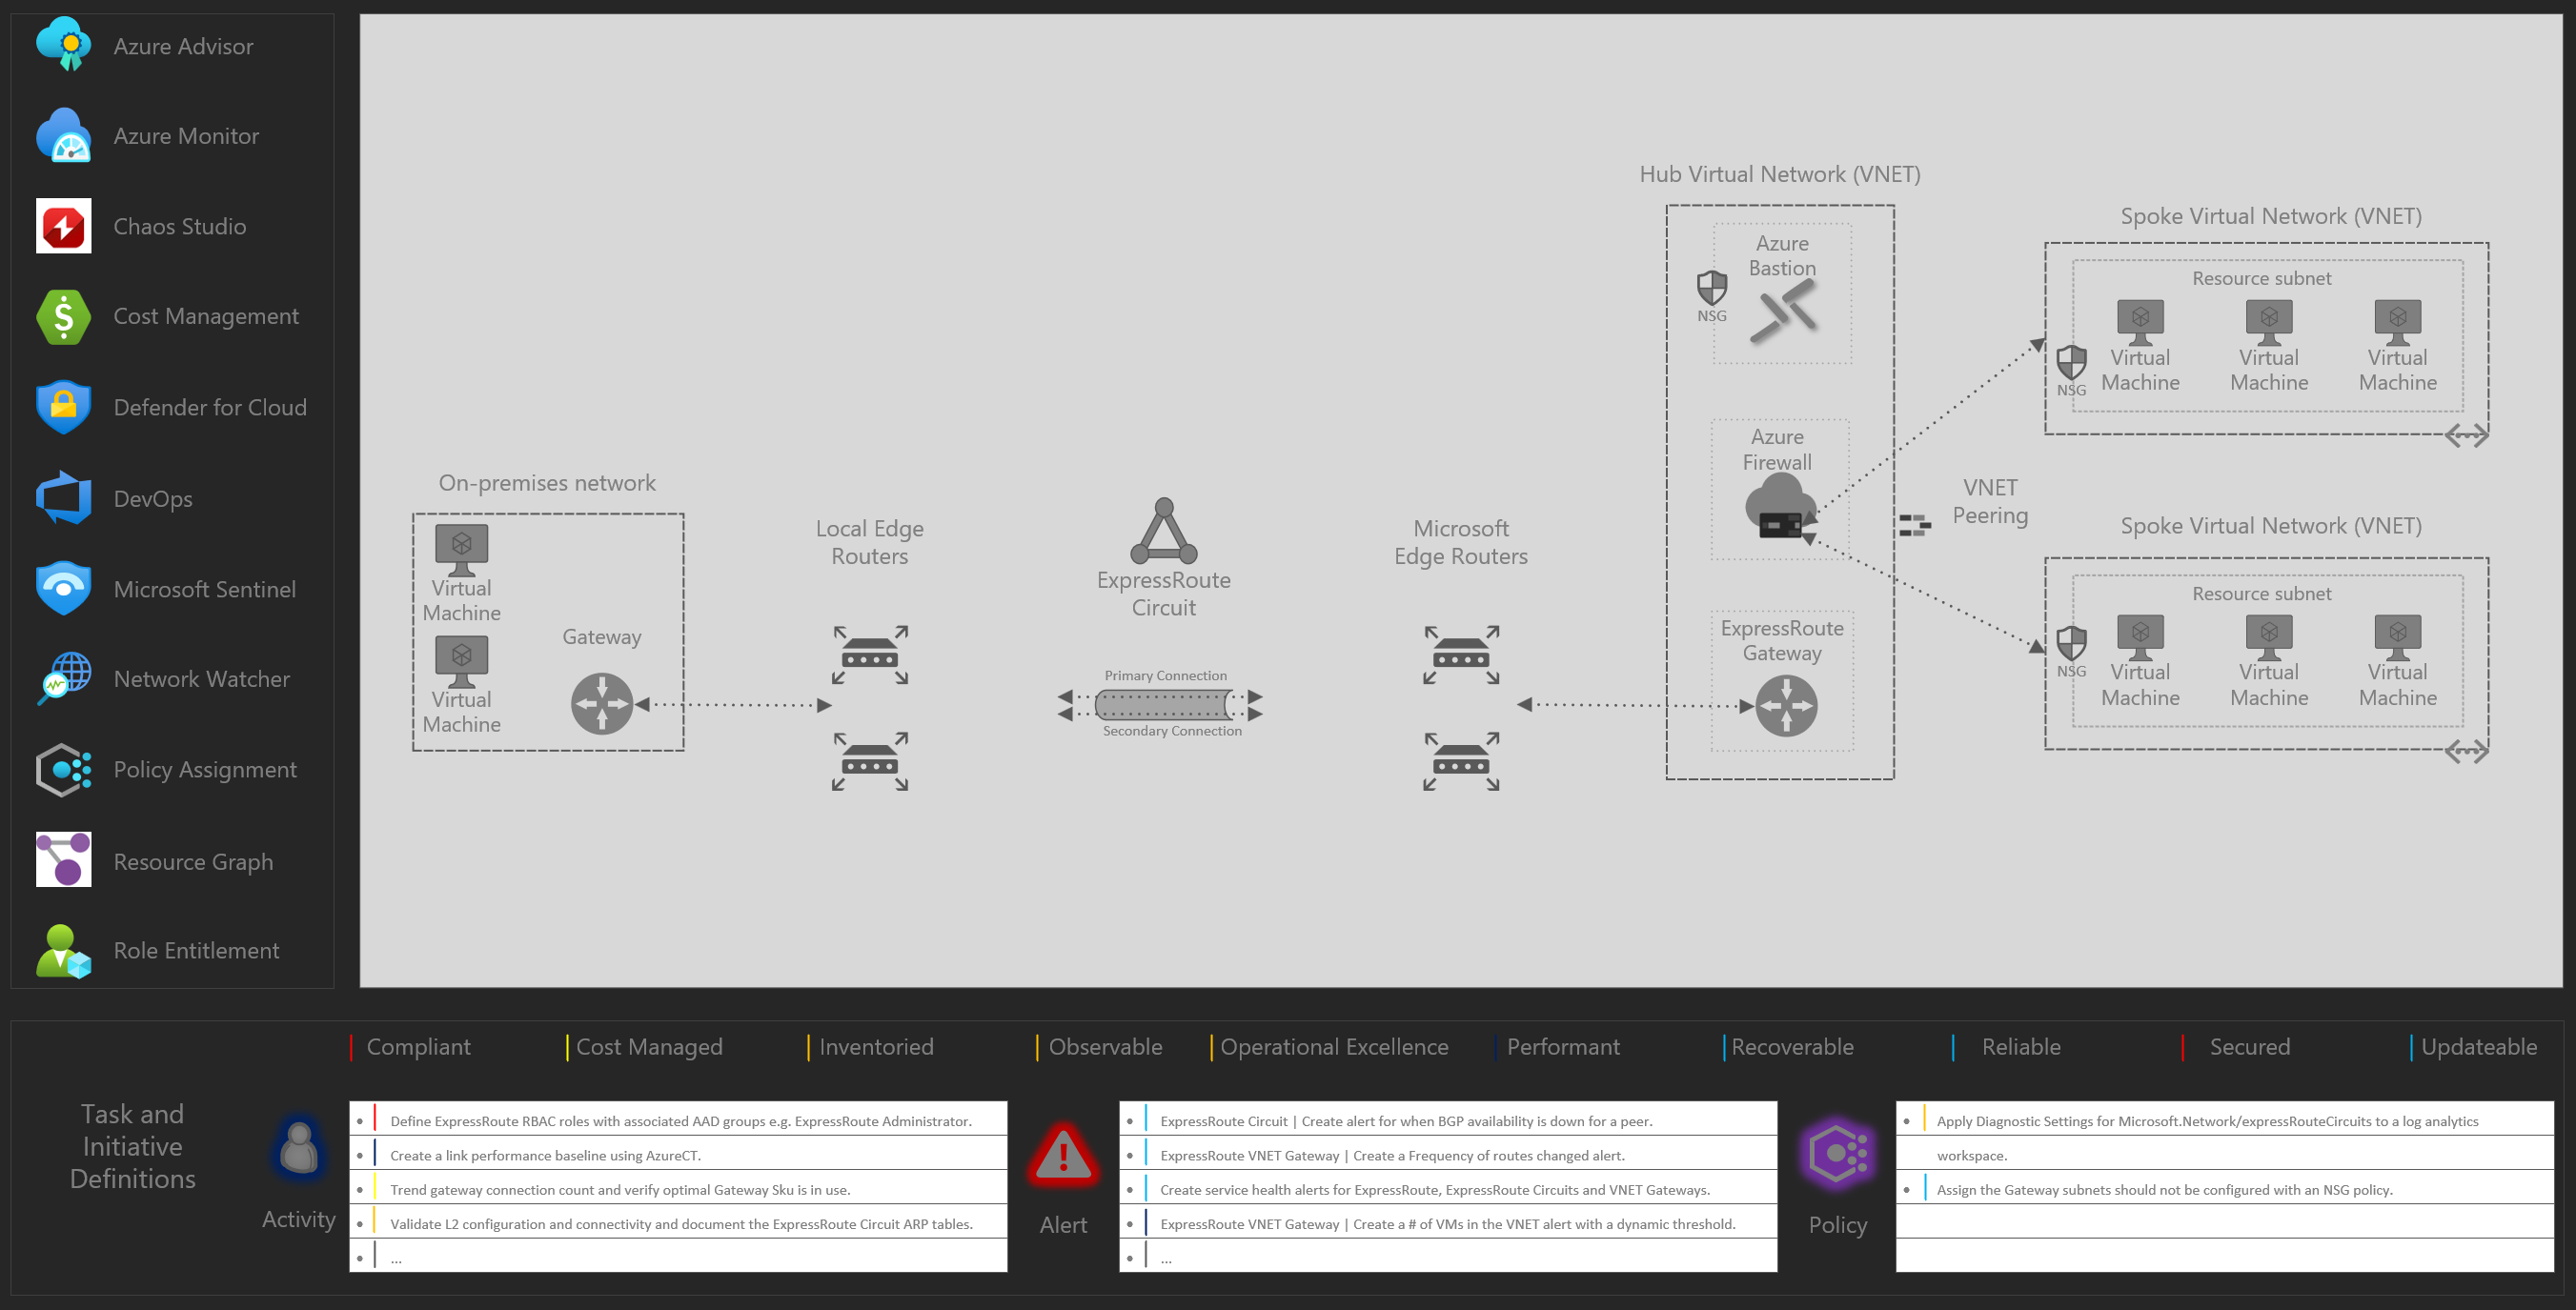 Azure Advisor
Azure Monitor
Chaos Studio
Cost Management
Defender for Cloud
DevOps
Microsoft Sentinel
Network Watcher
Policy Assignment
Resource Graph
Role Entitlement
On-premises network
Virtual
Machine
Virtual
Machine
Gateway
Local Edge
Routers
ExpressRoute
Circuit
Primary Connection
Secondary Connection
Microsoft
Edge Routers
Hub Virtual Network (VNET)
Azure
Bastion
NSG
Azure
Firewall
ExpressRoute
Gateway
VNET
Peering
Spoke Virtual Network (VNET)
Resource subnet
Virtual
Machine
Virtual
Machine
Virtual
Machine
NSG
Spoke Virtual Network (VNET)
Resource subnet
Virtual
Machine
Virtual
Machine
Virtual
Machine
NSG
Compliant
Cost Managed
Inventoried
Observable
Operational Excellence
Performant
Recoverable
Reliable
Secured
Updateable
Task and
Initiative
Definitions
Activity
• Define ExpressRoute RBAC roles with associated AAD groups e.g. ExpressRoute Administrator.
• Create a link performance baseline using AzureCT.
• Trend gateway connection count and verify optimal Gateway Sku is in use.
• Validate L2 configuration and connectivity and document the ExpressRoute Circuit ARP tables.
• ...
Alert
• ExpressRoute Circuit | Create alert for when BGP availability is down for a peer.
• ExpressRoute VNET Gateway | Create a Frequency of routes changed alert.
• Create service health alerts for ExpressRoute, ExpressRoute Circuits and VNET Gateways.
• ExpressRoute VNET Gateway | Create a # of VMs in the VNET alert with a dynamic threshold.
• ...
Policy
• Apply Diagnostic Settings for Microsoft.Network/expressRouteCircuits to a log analytics
workspace.
• Assign the Gateway subnets should not be configured with an NSG policy.